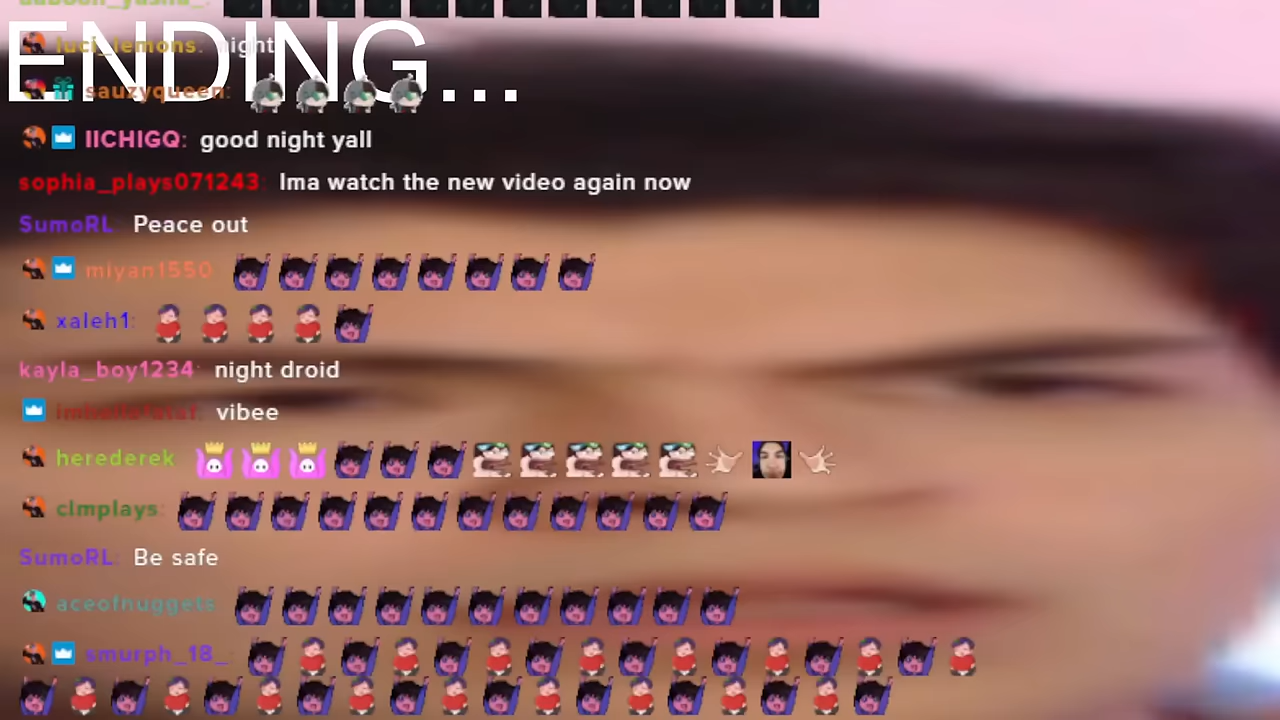 ENDING...
luci_lemons: night
sauzyqueen:
IICHIGQ: good night yall
sophia_plays071243: Ima watch the new video again now
SumoRL: Peace out
miyan1550
xaleh1:
kayla_boy1234: night droid
vibee
herederek
clmplays:
SumoRL: Be safe
aceofnuggets:
smurph_18_: